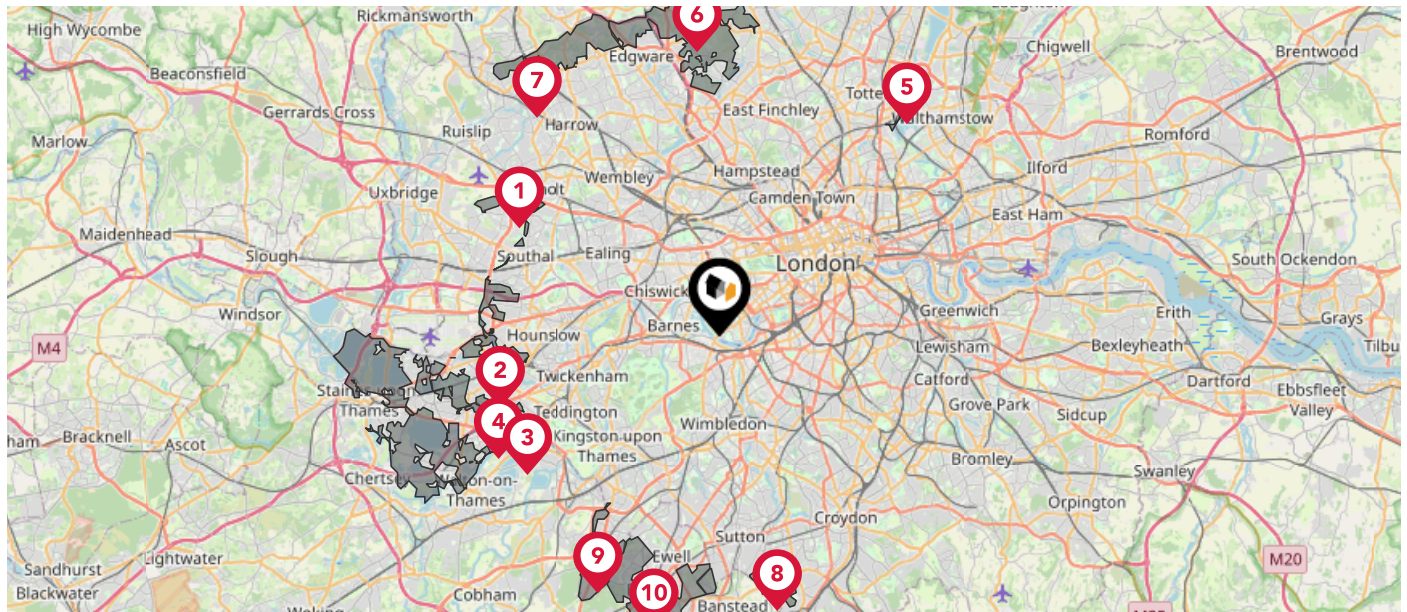 Rickmansworth
High Wycombe
Chigwell
Brentwood
6
Edgware
Beaconsfield
7
5
Gerrards Cross
East Finchley
Harrow
Romford
Ruislip
Marlow
Hampstead
Ilford
Wembley
Uxbridge
1
Camden Town
East Ham
Maidenhead
Slough
Southal
Ealing
London
South Ockendon
Chiswick
Windsor
Barnes
Greenwich
Erith
Grays
Hounslow
M4
Lewisham
Bexleyheath
2
Twickenham
Catford
Dartford
Ebbsfleet
Valley
Thames
Teddington
Grove Park
Sidcup
4
3
Wimbledon
Bracknell
Ascot
Kingston upon
Thames
Bromley
Swanley
Thames
Orpington
Croydon
Sutton
9
Ewell
Lightwater
M20
Sandhurst
Blackwater
8
10
Cobham
Banstead